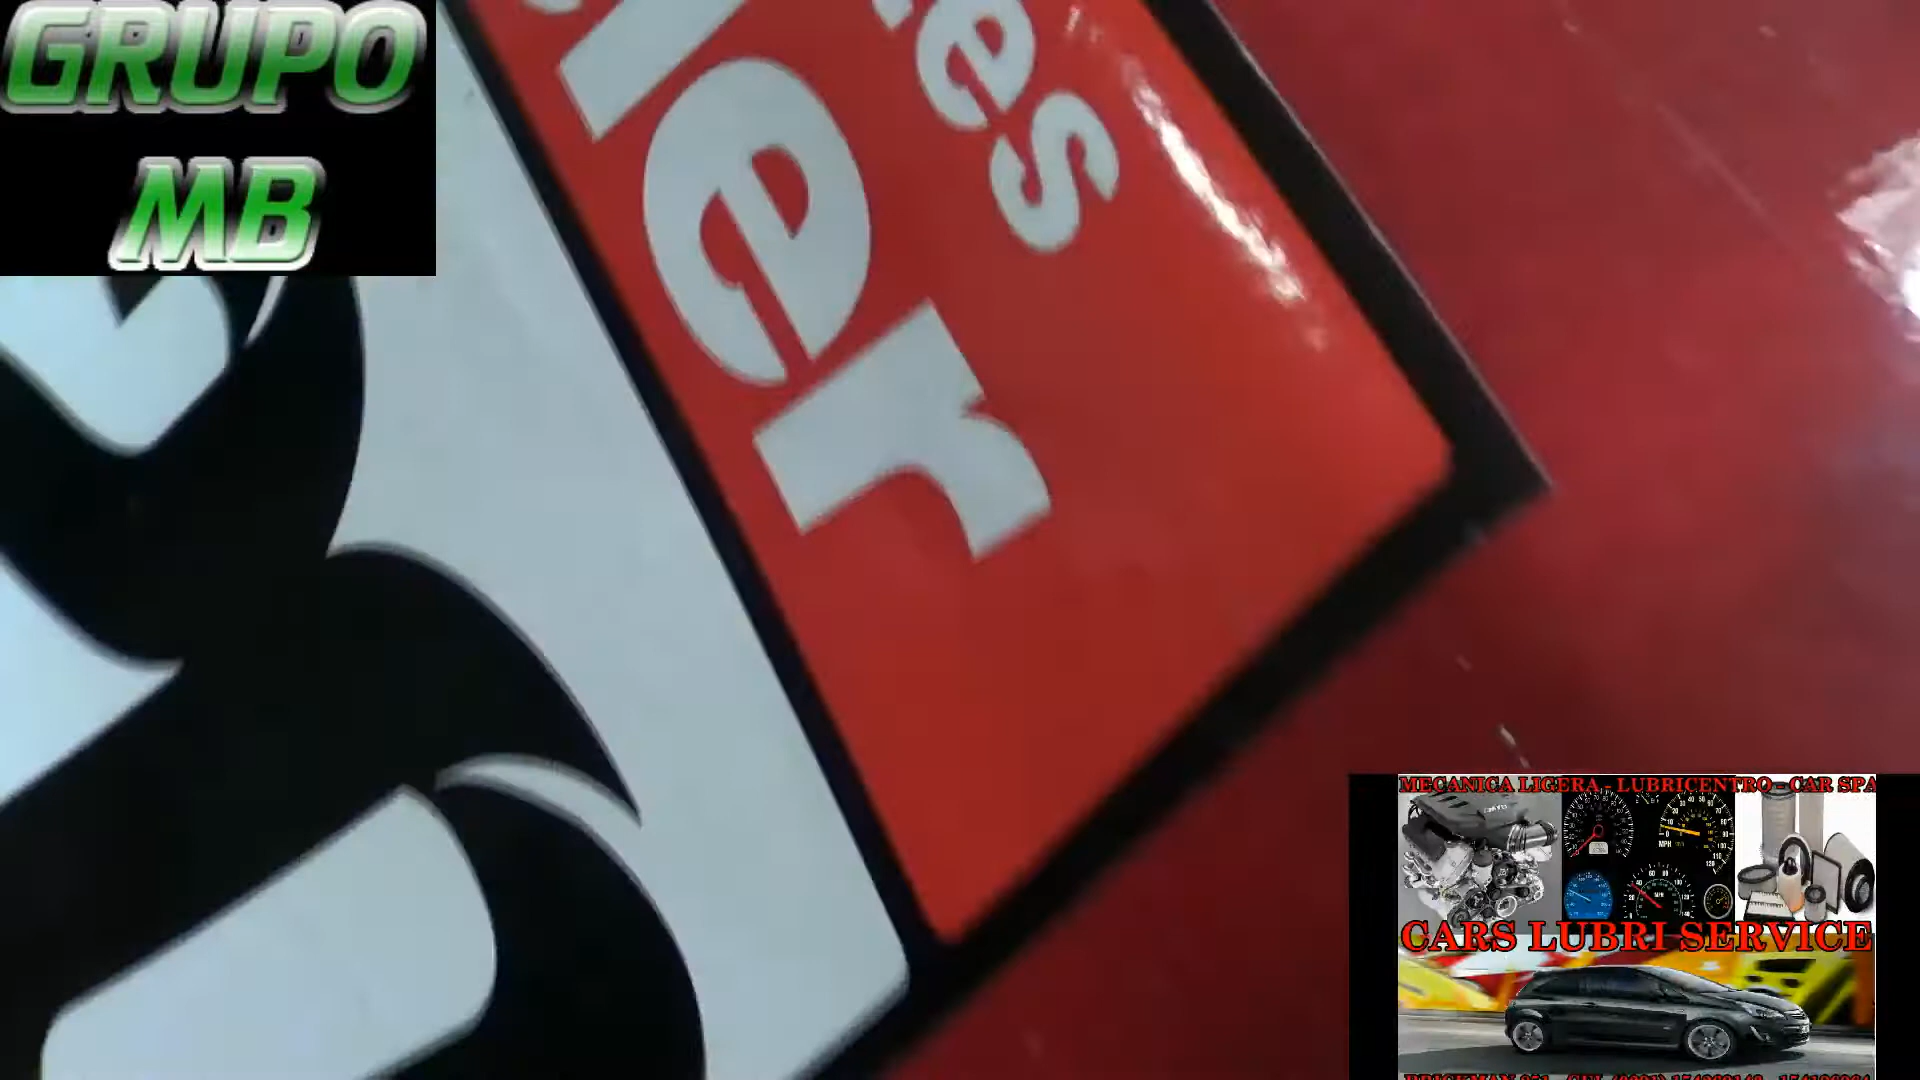 GRUPO
MB
ler
es
MECANICA LIGERA - LUBRICENTRO - CAR SPA
CARS LUBRI SERVICE